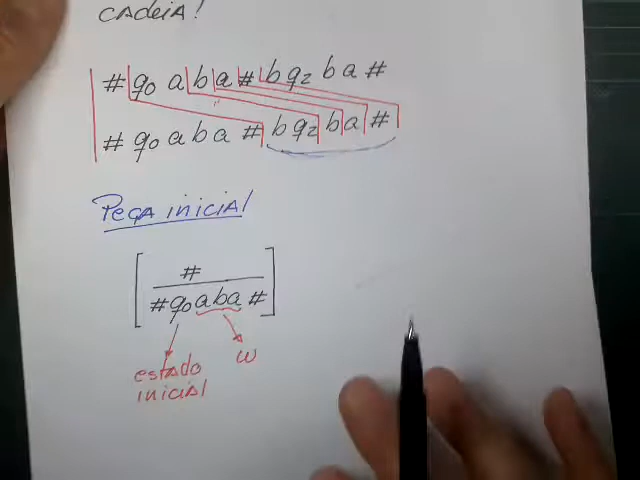 cadeia!
# q0 a b a # b q2 b a #
# q0 a b a # b q2 b a #
Peça inicial
#
# q0 a b a #
estado
inicial
w